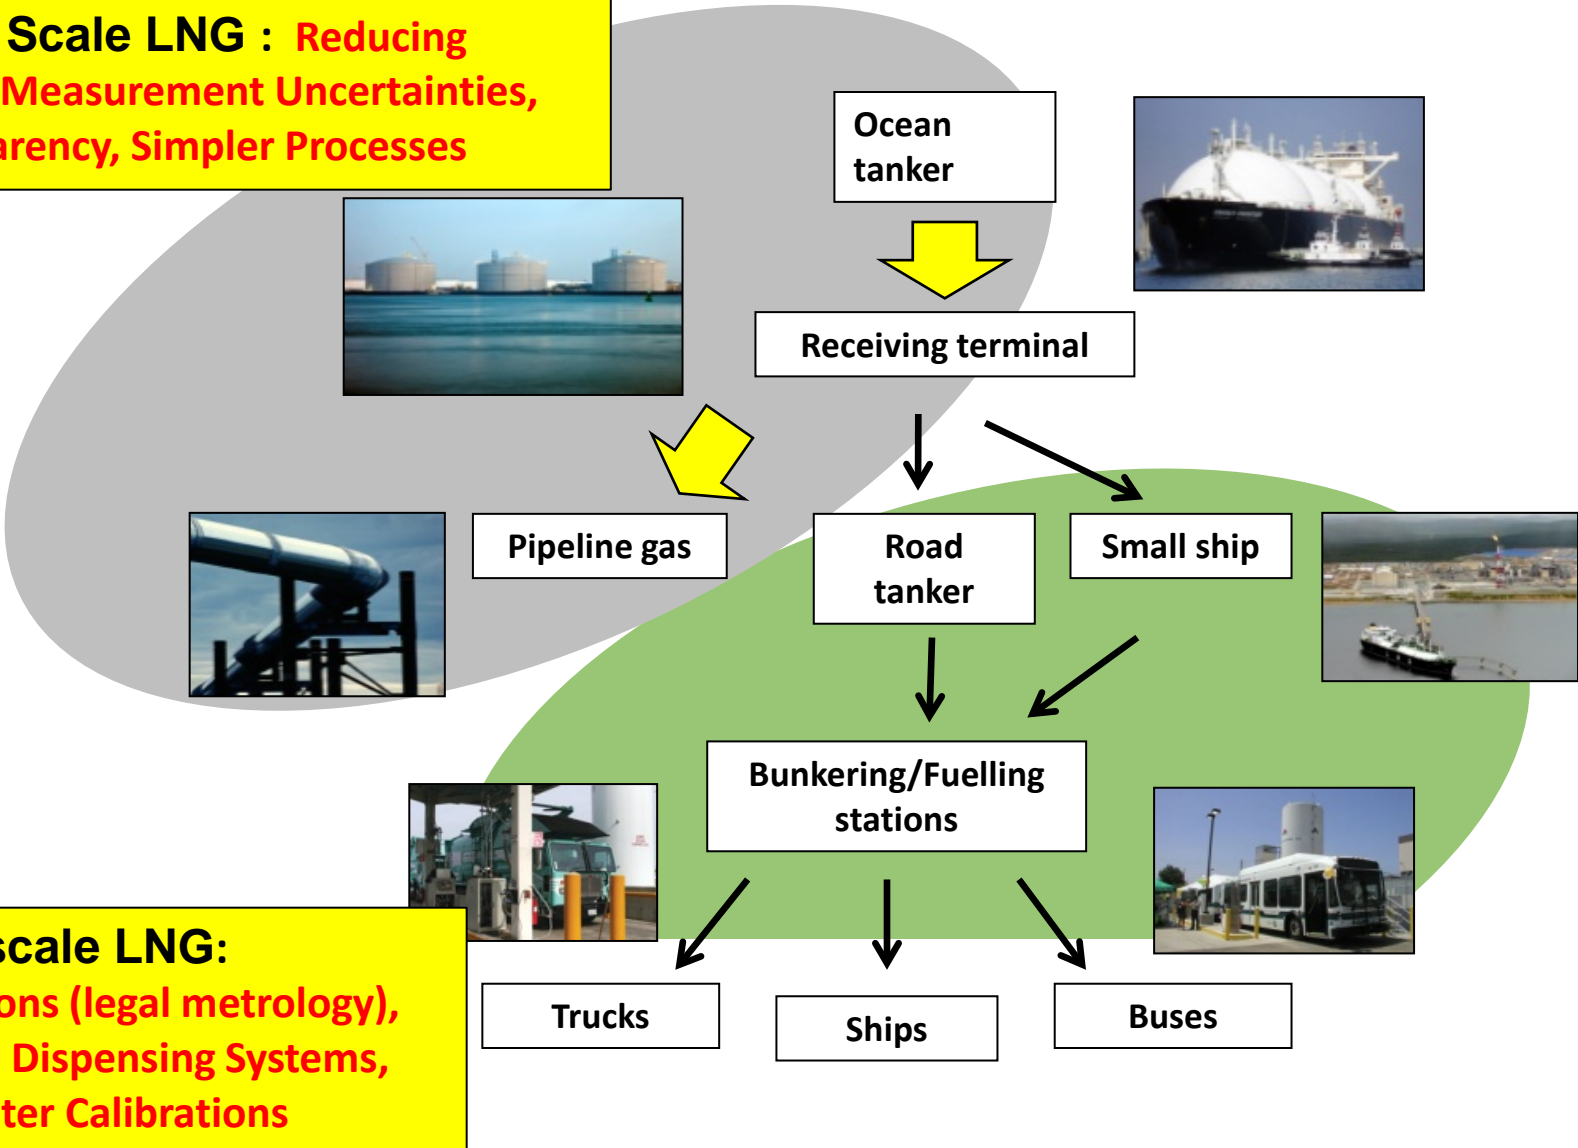 Scale LNG : Reducing
Measurement Uncertainties,
arency, Simpler Processes
Ocean
tanker
Receiving terminal
Pipeline gas
Road
tanker
Small ship
Bunkering/Fuelling
stations
scale LNG:
ons (legal metrology),
Dispensing Systems,
ter Calibrations
Trucks
Ships
Buses